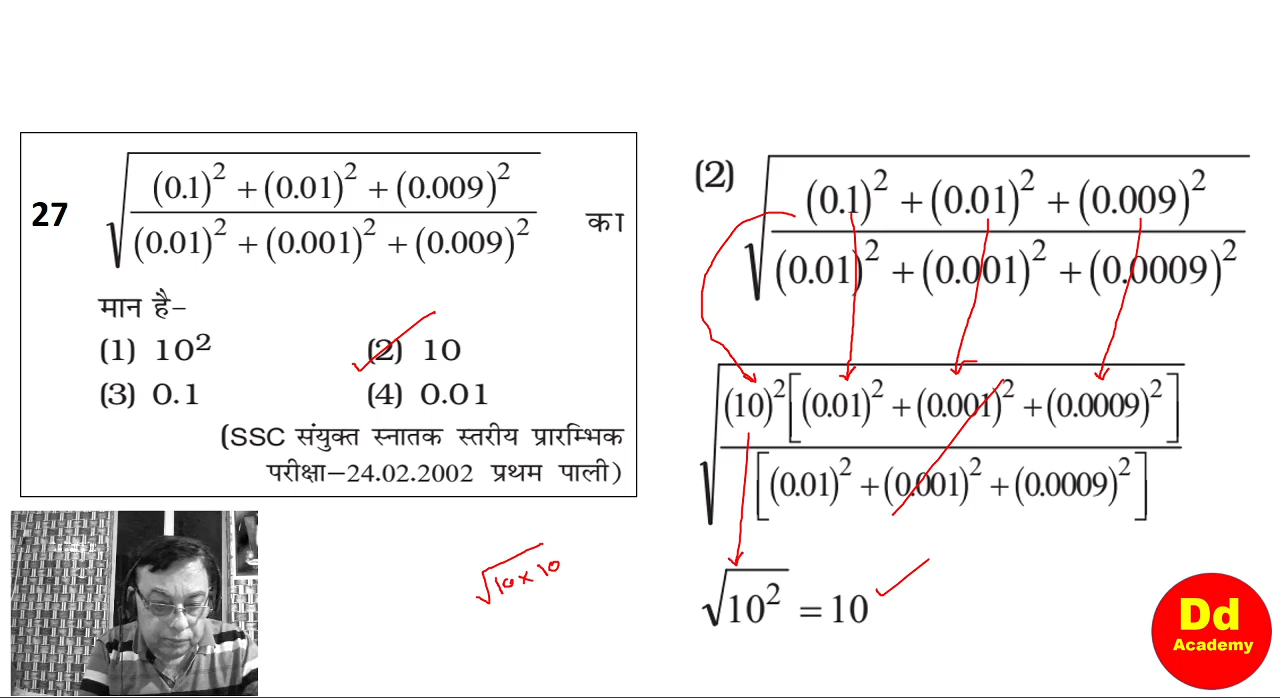 27 √(((0.1)² + (0.01)² + (0.009)²) / ((0.01)² + (0.001)² + (0.009)²)) का
मान है–
(1) 10² (2) 10
(3) 0.1 (4) 0.01
(SSC संयुक्त स्नातक स्तरीय प्रारम्भिक
परीक्षा–24.02.2002 प्रथम पाली)
√10×10
(2) √(((0.1)² + (0.01)² + (0.009)²) / ((0.01)² + (0.001)² + (0.0009)²))
√((10)²[(0.01)² + (0.001)² + (0.0009)²] / [(0.01)² + (0.001)² + (0.0009)²])
√10² = 10
Dd
Academy